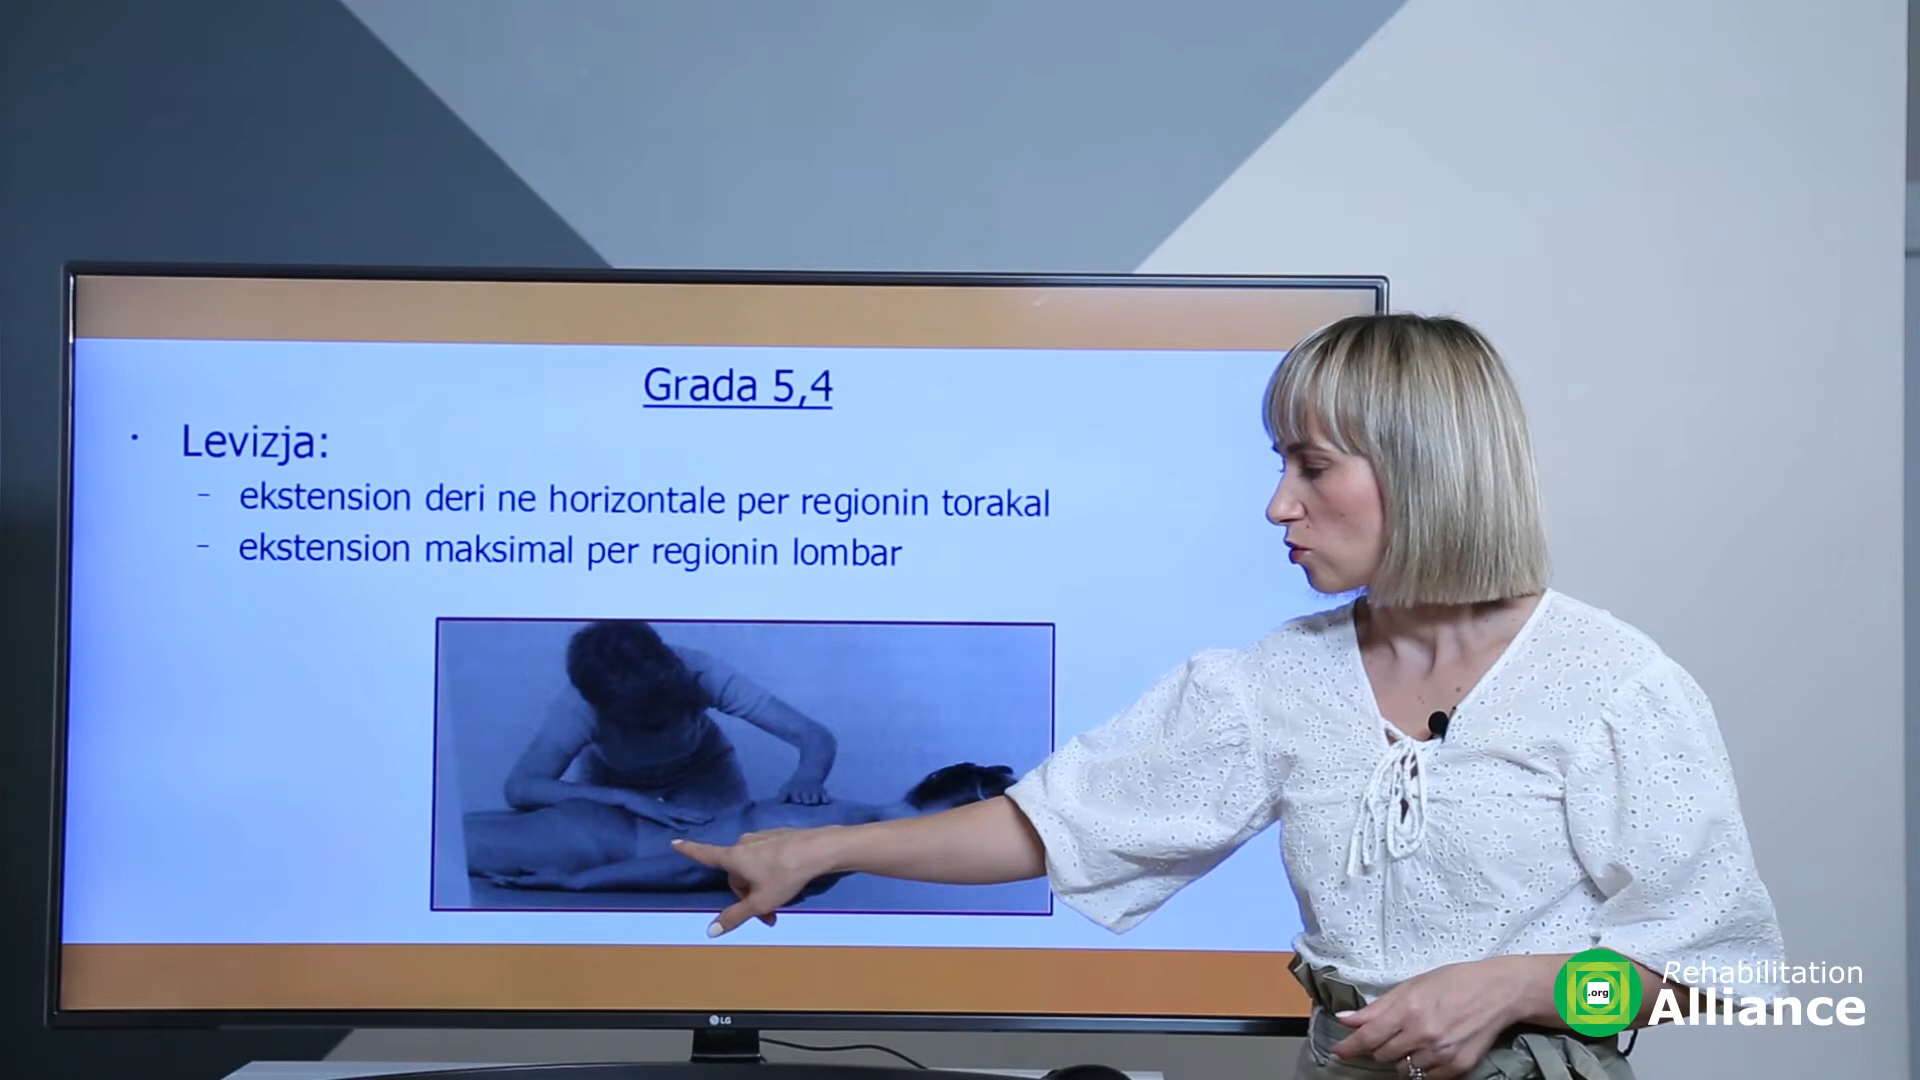 Grada 5,4
· Levizja:
– ekstension deri ne horizontale per regionin torakal
– ekstension maksimal per regionin lombar
LG
.org
Rehabilitation
Alliance